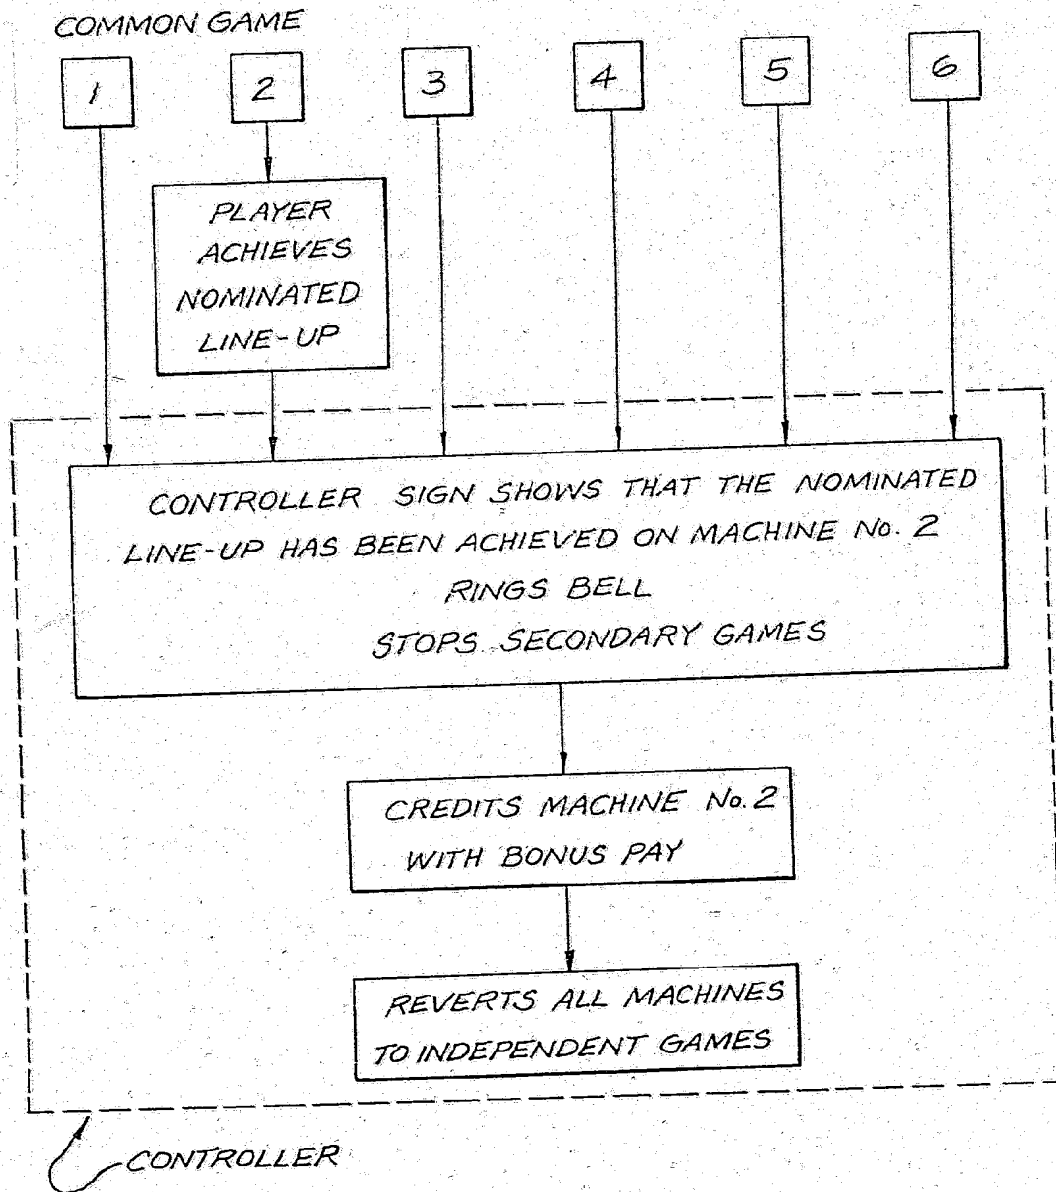 COMMON GAME
1 2 3 4 5 6
PLAYER
ACHIEVES
NOMINATED
LINE-UP
CONTROLLER SIGN SHOWS THAT THE NOMINATED
LINE-UP HAS BEEN ACHIEVED ON MACHINE No. 2
RINGS BELL
STOPS SECONDARY GAMES
CREDITS MACHINE No. 2
WITH BONUS PAY
REVERTS ALL MACHINES
TO INDEPENDENT GAMES
CONTROLLER